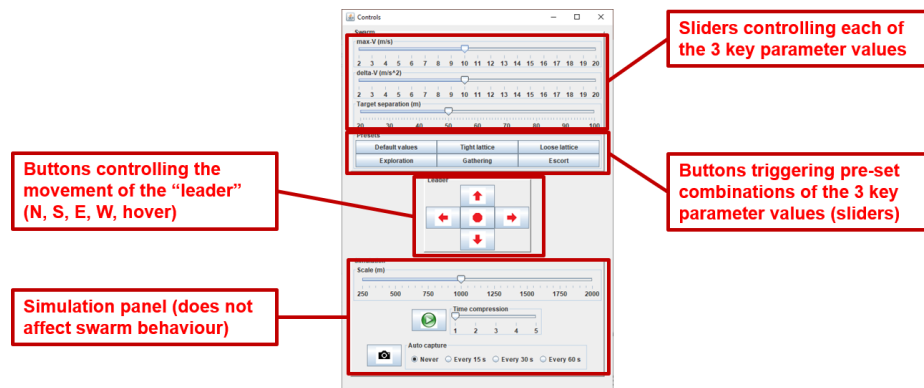 Controls
Sliders controlling each of
the 3 key parameter values
Swarm
max-V (m/s)
2 3 4 5 6 7 8 9 10 11 12 13 14 15 16 17 18 19 20
delta-V (m/s^2)
2 3 4 5 6 7 8 9 10 11 12 13 14 15 16 17 18 19 20
Target separation (m)
20 30 40 50 60 70 80 90 100
Presets
Default values Tight lattice Loose lattice
Exploration Gathering Escort
Buttons controlling the
movement of the “leader”
(N, S, E, W, hover)
Buttons triggering pre-set
combinations of the 3 key
parameter values (sliders)
Leader
Simulation
Scale (m)
250 500 750 1000 1250 1500 1750 2000
Simulation panel (does not
affect swarm behaviour)
Time compression
1 2 3 4 5
Auto capture
Never Every 15 s Every 30 s Every 60 s